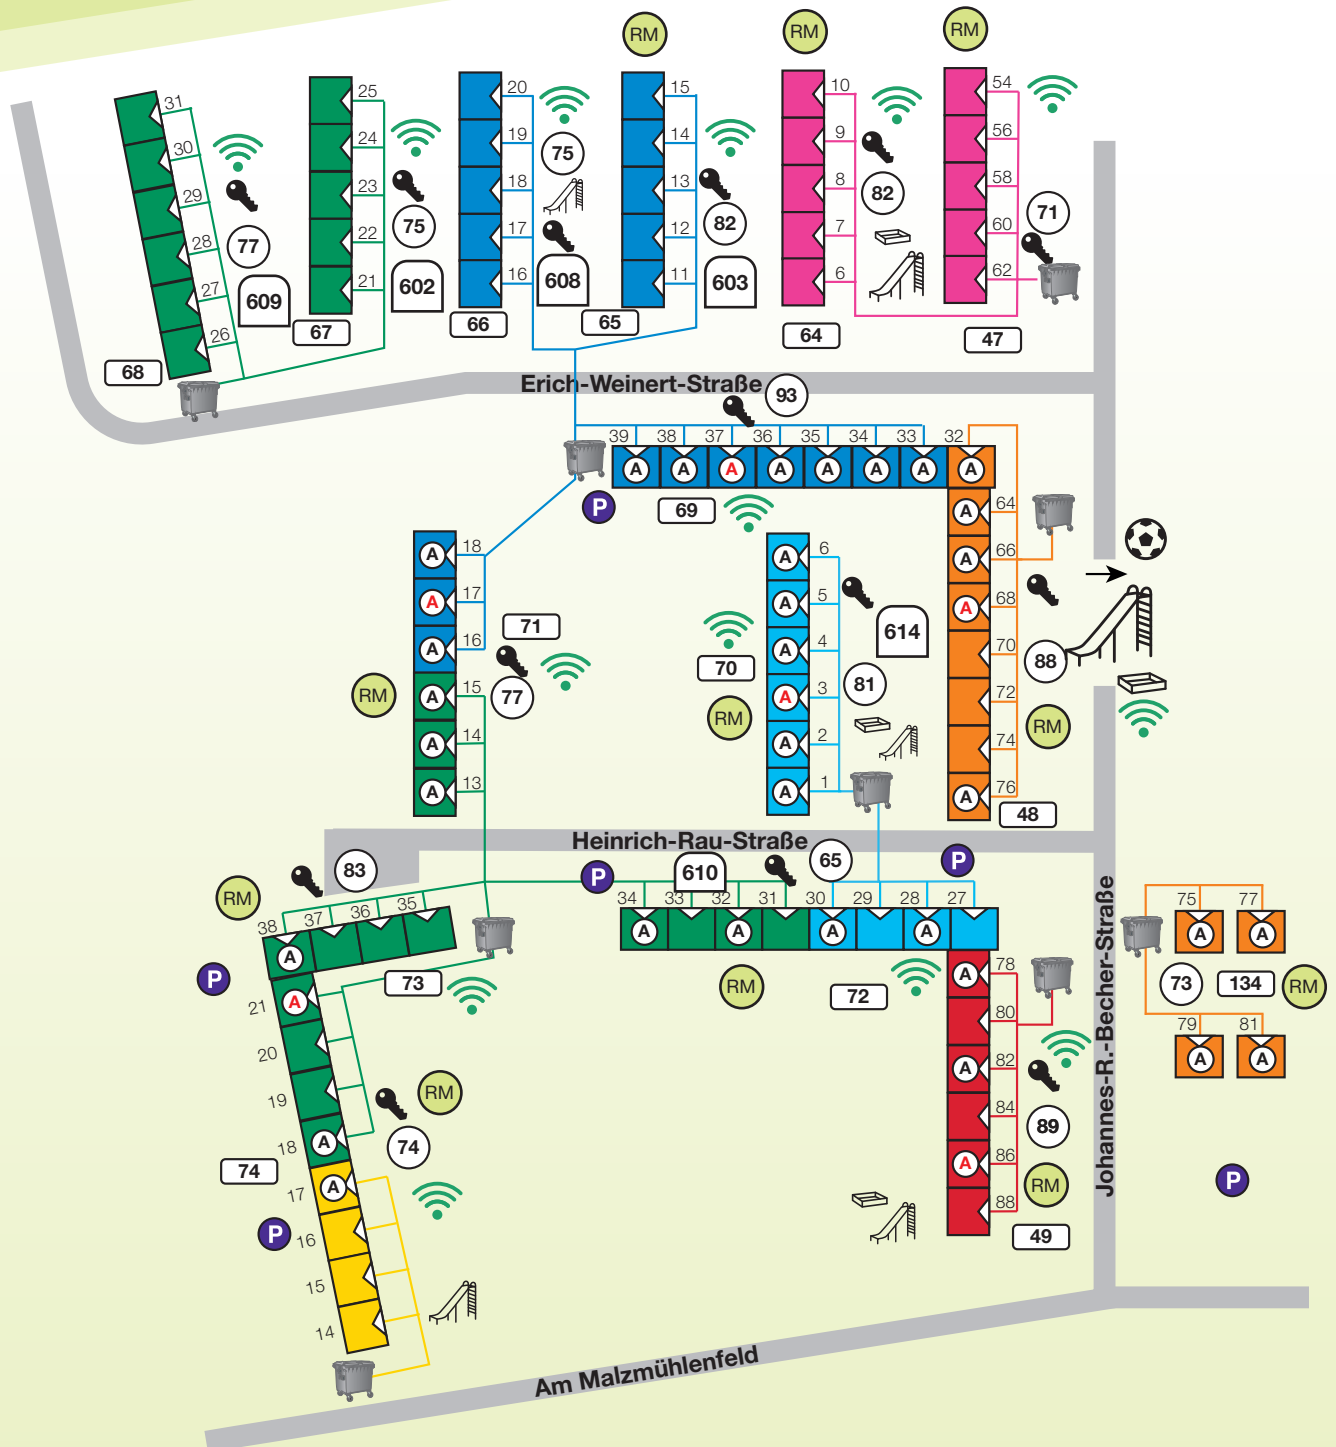 RM
RM
RM
31
30
29
28
27
26
77
609
68
25
24
23
22
21
75
602
67
20
19
18
17
16
75
608
66
15
14
13
12
11
82
603
65
10
9
8
7
6
82
64
54
56
58
60
62
71
47
Erich-Weinert-Straße
93
39
38
37
36
35
34
33
32
A
A
A
A
A
A
A
A
P
69
64
66
68
70
72
74
76
A
A
A
A
88
RM
48
18
17
16
15
14
13
A
A
A
A
A
A
71
77
RM
6
5
4
3
2
1
A
A
A
A
A
A
614
70
81
RM
Heinrich-Rau-Straße
83
RM
38
37
36
35
A
P
73
P
610
65
P
34
33
32
31
30
29
28
27
A
A
A
A
RM
72
21
20
19
18
17
16
15
14
A
A
A
RM
74
74
P
78
80
82
84
86
88
A
A
A
89
RM
49
Johannes-R.-Becher-Straße
75
77
A
A
73
134
RM
79
81
A
A
P
Am Malzmühlenfeld